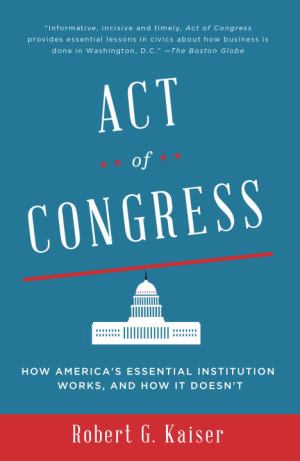 "Informative, incisive and timely, Act of Congress
provides essential lessons in civics about how business is
done in Washington, D.C." —The Boston Globe
ACT
of
CONGRESS
HOW AMERICA'S ESSENTIAL INSTITUTION
WORKS, AND HOW IT DOESN'T
Robert G. Kaiser